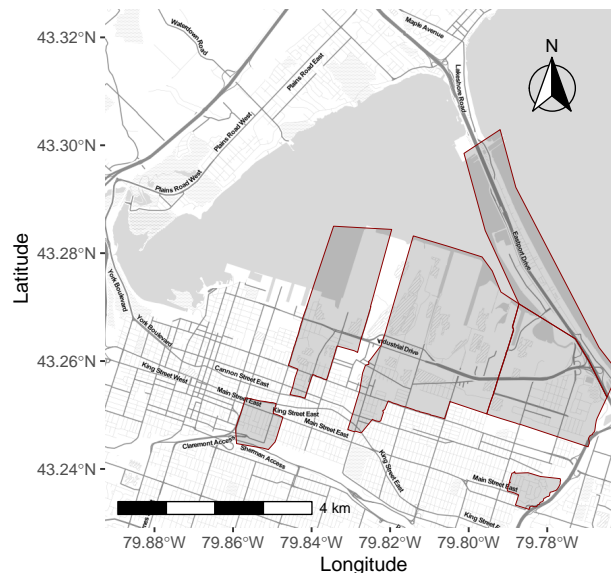 43.32°N
43.30°N
43.28°N
43.26°N
43.24°N
Latitude
Waterdown Road
Maple Avenue
Plains Road East
Lakeshore Road
N
Plains Road West
Plains Road West
Eastport Drive
York Boulevard
York Boulevard
Industrial Drive
King Street West
Cannon Street East
Main Street East
King Street East
Main Street East
Claremont Access
Sherman Access
King Street East
Main Street East
King Street E
4 km
79.88°W
79.86°W
79.84°W
79.82°W
79.80°W
79.78°W
Longitude